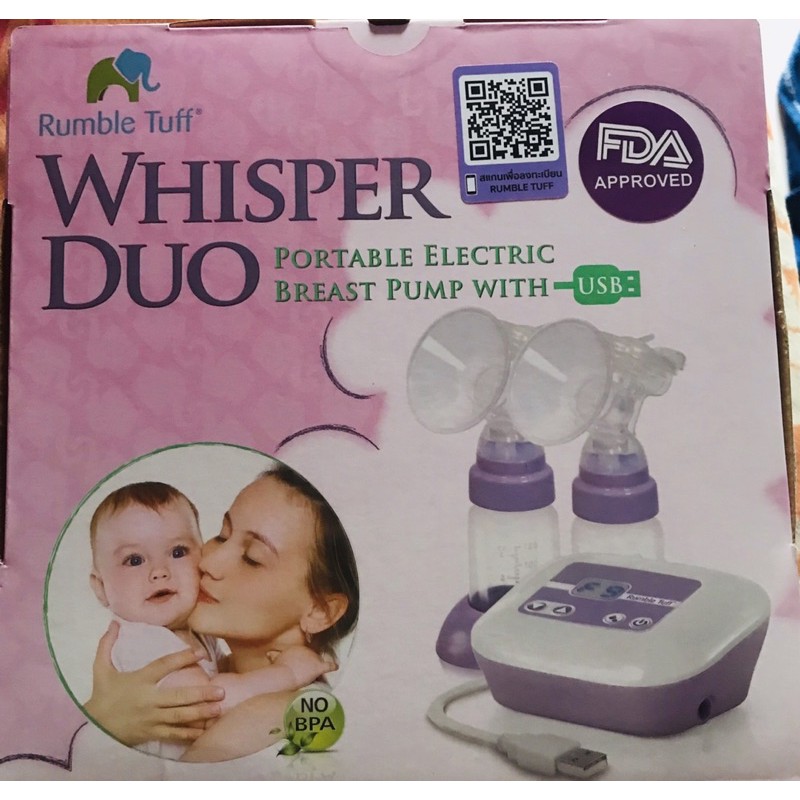 Rumble Tuff®
WHISPER
DUO
PORTABLE ELECTRIC
BREAST PUMP WITH USB
สแกนเพื่อลงทะเบียน
RUMBLE TUFF
FDA
APPROVED
Rumble Tuff
NO
BPA